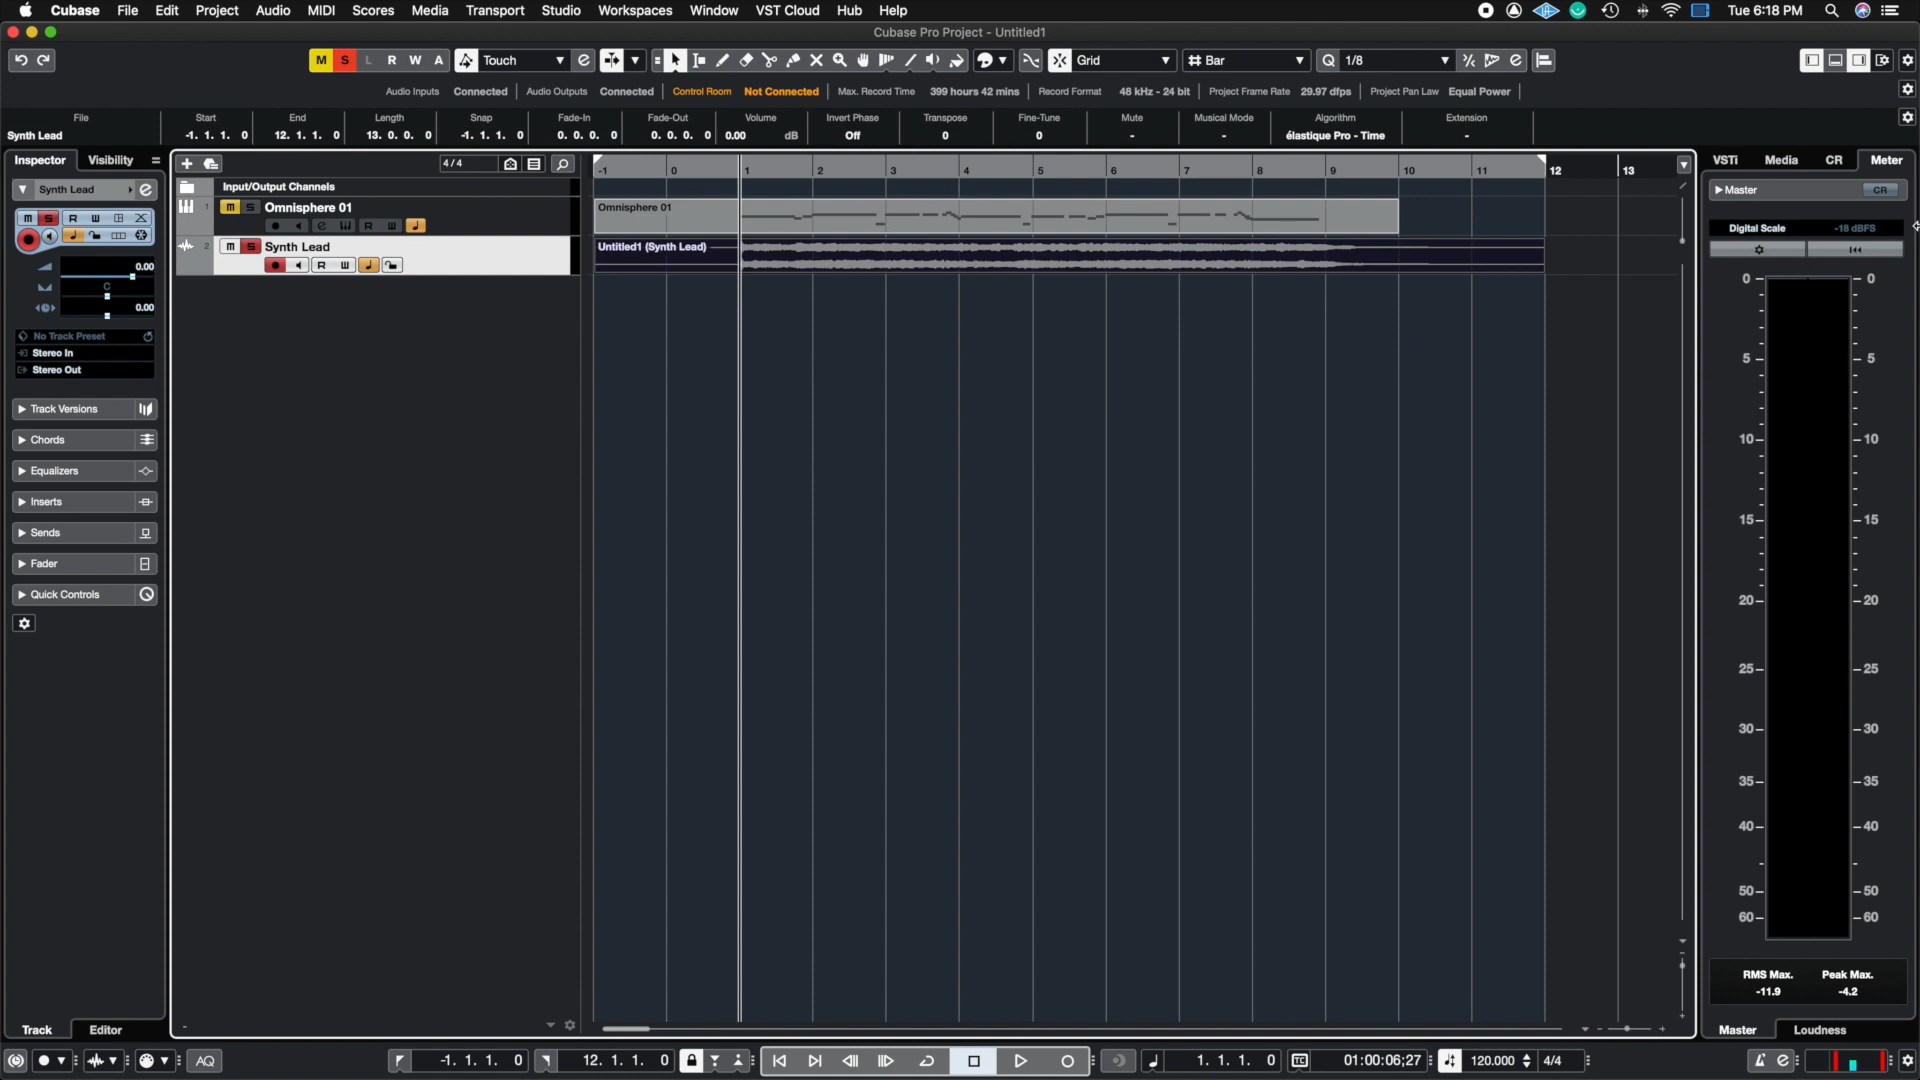 Cubase File Edit Project Audio MIDI Scores Media Transport Studio Workspaces Window VST Cloud Hub Help Tue 6:18 PM
Cubase Pro Project - Untitled1
M S L R W A Touch Grid Bar Q 1/8
Audio Inputs Connected Audio Outputs Connected Control Room Not Connected Max. Record Time 399 hours 42 mins Record Format 48 kHz - 24 bit Project Frame Rate 29.97 dfps Project Pan Law Equal Power
File Start End Length Snap Fade-In Fade-Out Volume Invert Phase Transpose Fine-Tune Mute Musical Mode Algorithm Extension
Synth Lead -1. 1. 1. 0 12. 1. 1. 0 13. 0. 0. 0 -1. 1. 1. 0 0. 0. 0. 0 0. 0. 0. 0 0.00 dB Off 0 0 - - élastique Pro - Time -
Inspector Visibility
4/4
-1 0 1 2 3 4 5 6 7 8 9 10 11 12 13
VSTi Media CR Meter
Synth Lead
m S R W
0.00
C
0.00
No Track Preset
Stereo In
Stereo Out
Track Versions
Chords
Equalizers
Inserts
Sends
Fader
Quick Controls
Input/Output Channels
1 m S Omnisphere 01
R W
2 m S Synth Lead
R W
Omnisphere 01
Untitled1 (Synth Lead)
Master CR
Digital Scale -18 dBFS
0 0
5 5
10 10
15 15
20 20
25 25
30 30
35 35
40 40
50 50
60 60
RMS Max. Peak Max.
-11.9 -4.2
Track Editor
Master Loudness
AQ -1. 1. 1. 0 12. 1. 1. 0 1. 1. 1. 0 TC 01:00:06;27 120.000 4/4